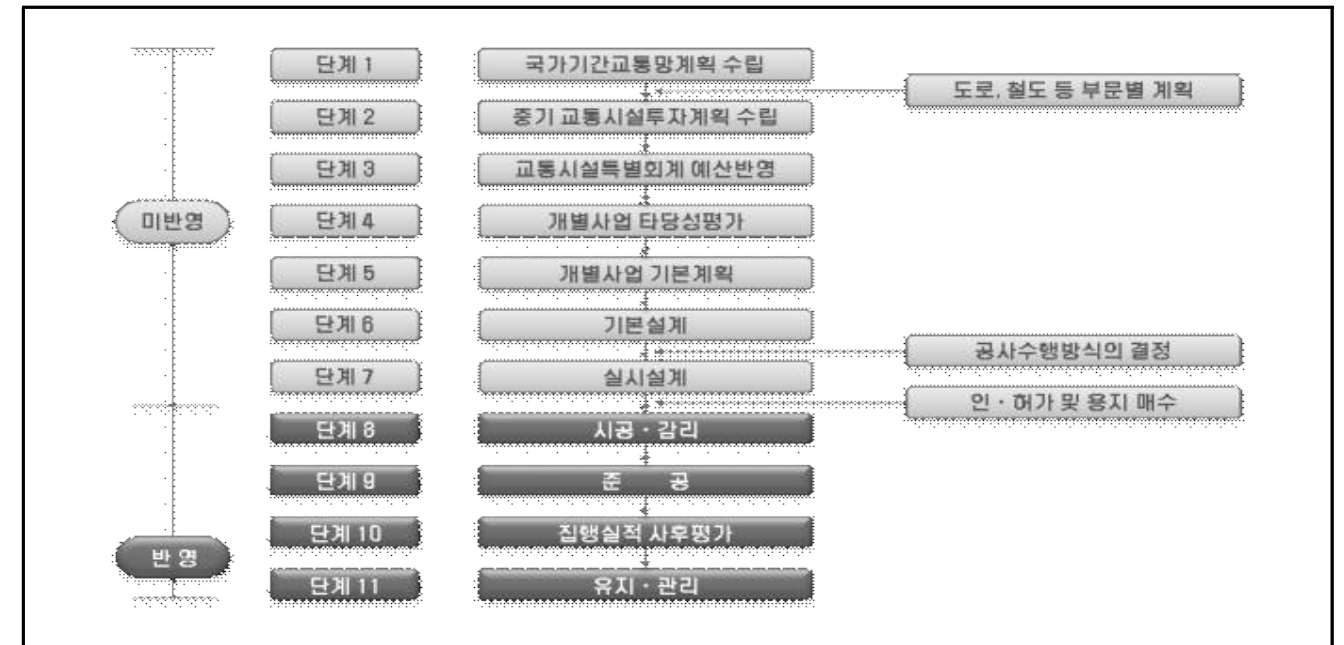 단계 1 국가기간교통망계획 수립
도로, 철도 등 부문별 계획
단계 2 중기 교통시설투자계획 수립
단계 3 교통시설특별회계 예산반영
미반영 단계 4 개별사업 타당성평가
단계 5 개별사업 기본계획
단계 6 기본설계
공사수행방식의 결정
단계 7 실시설계
인 · 허가 및 용지 매수
단계 8 시공 · 감리
단계 9 준 공
단계 10 집행실적 사후평가
반 영
단계 11 유지 · 관리